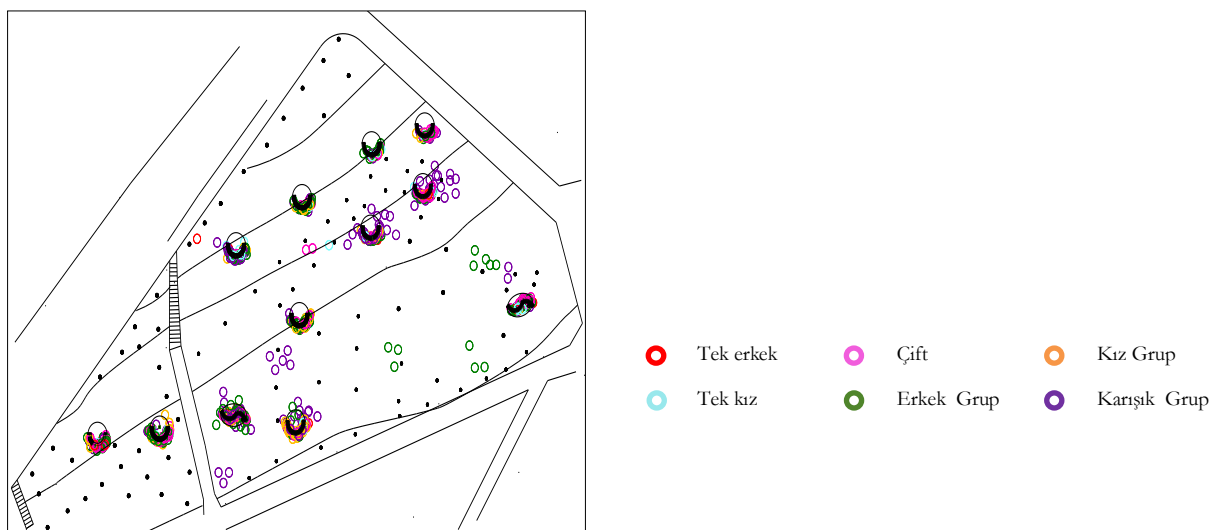 Tek erkek
Çift
Kız Grup
Tek kız
Erkek  Grup
Karışık  Grup